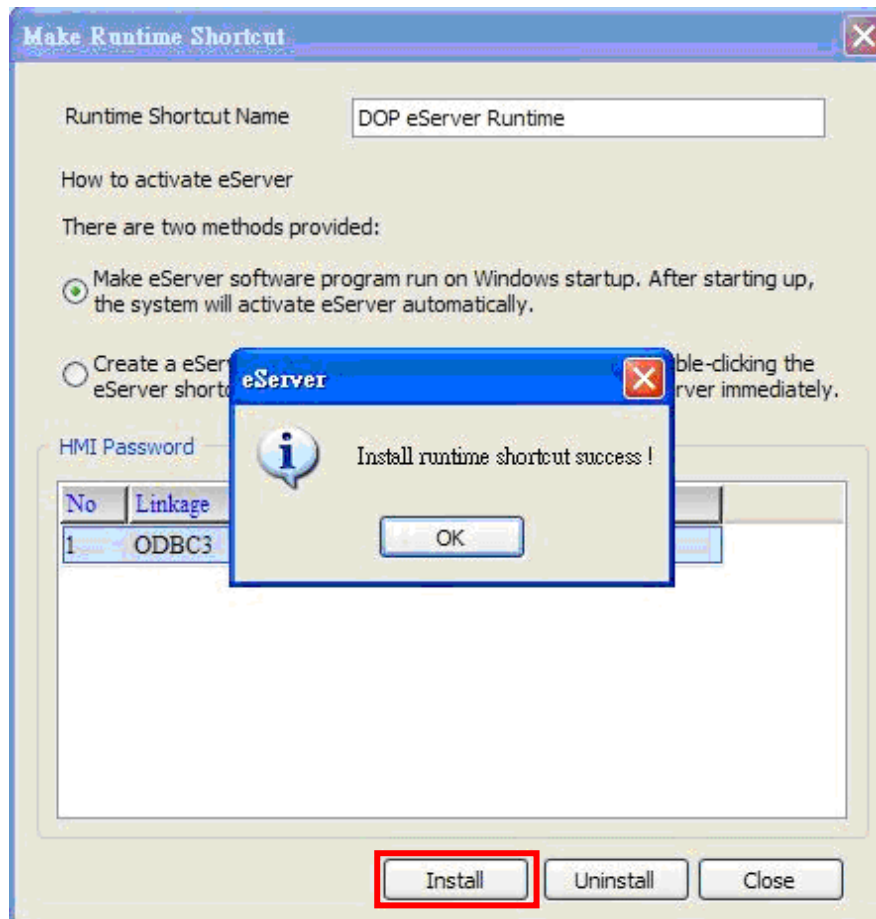 Make Runtime Shortcut
Runtime Shortcut Name
DOP eServer Runtime
How to activate eServer
There are two methods provided:
Make eServer software program run on Windows startup. After starting up,
the system will activate eServer automatically.
Create a eSer
ble-clicking the
eServer shortc
rver immediately.
eServer
Install runtime shortcut success !
OK
HMI Password
No Linkage
1 ODBC3
Install Uninstall Close